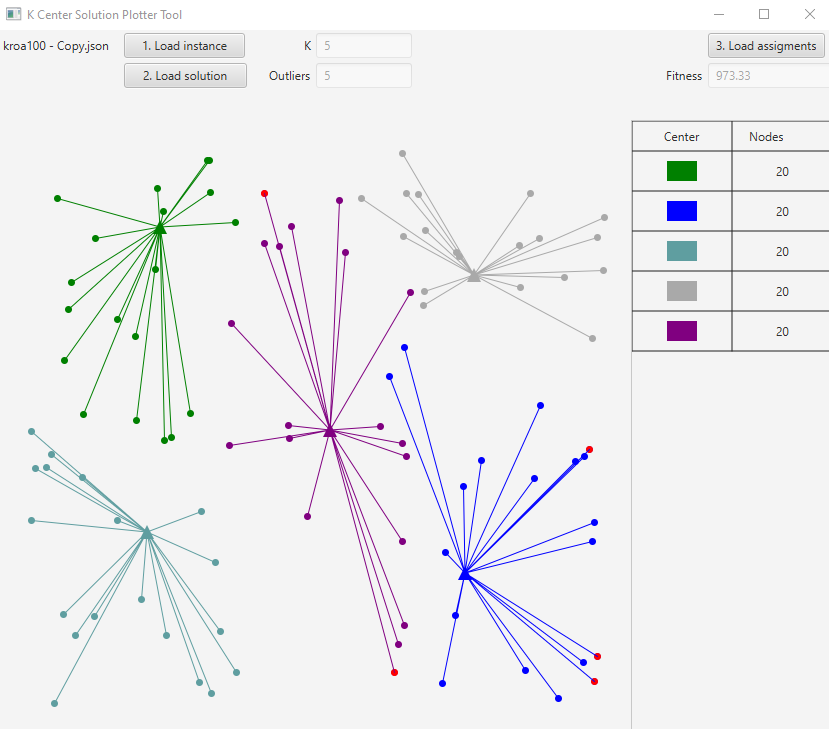 K Center Solution Plotter Tool
kroa100 - Copy.json 1. Load instance K 5 3. Load assigments
2. Load solution Outliers 5 Fitness 973.33
Center Nodes
20
20
20
20
20